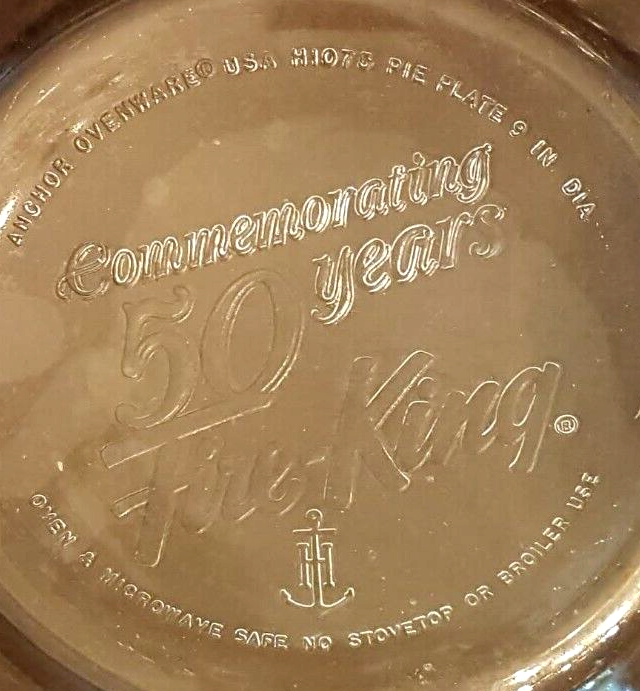 ANCHOR OVENWARE® USA H1076 PIE PLATE 9 IN. DIA.
Commemorating
50 years
Fire-King ®
H
OVEN & MICROWAVE SAFE NO STOVETOP OR BROILER USE